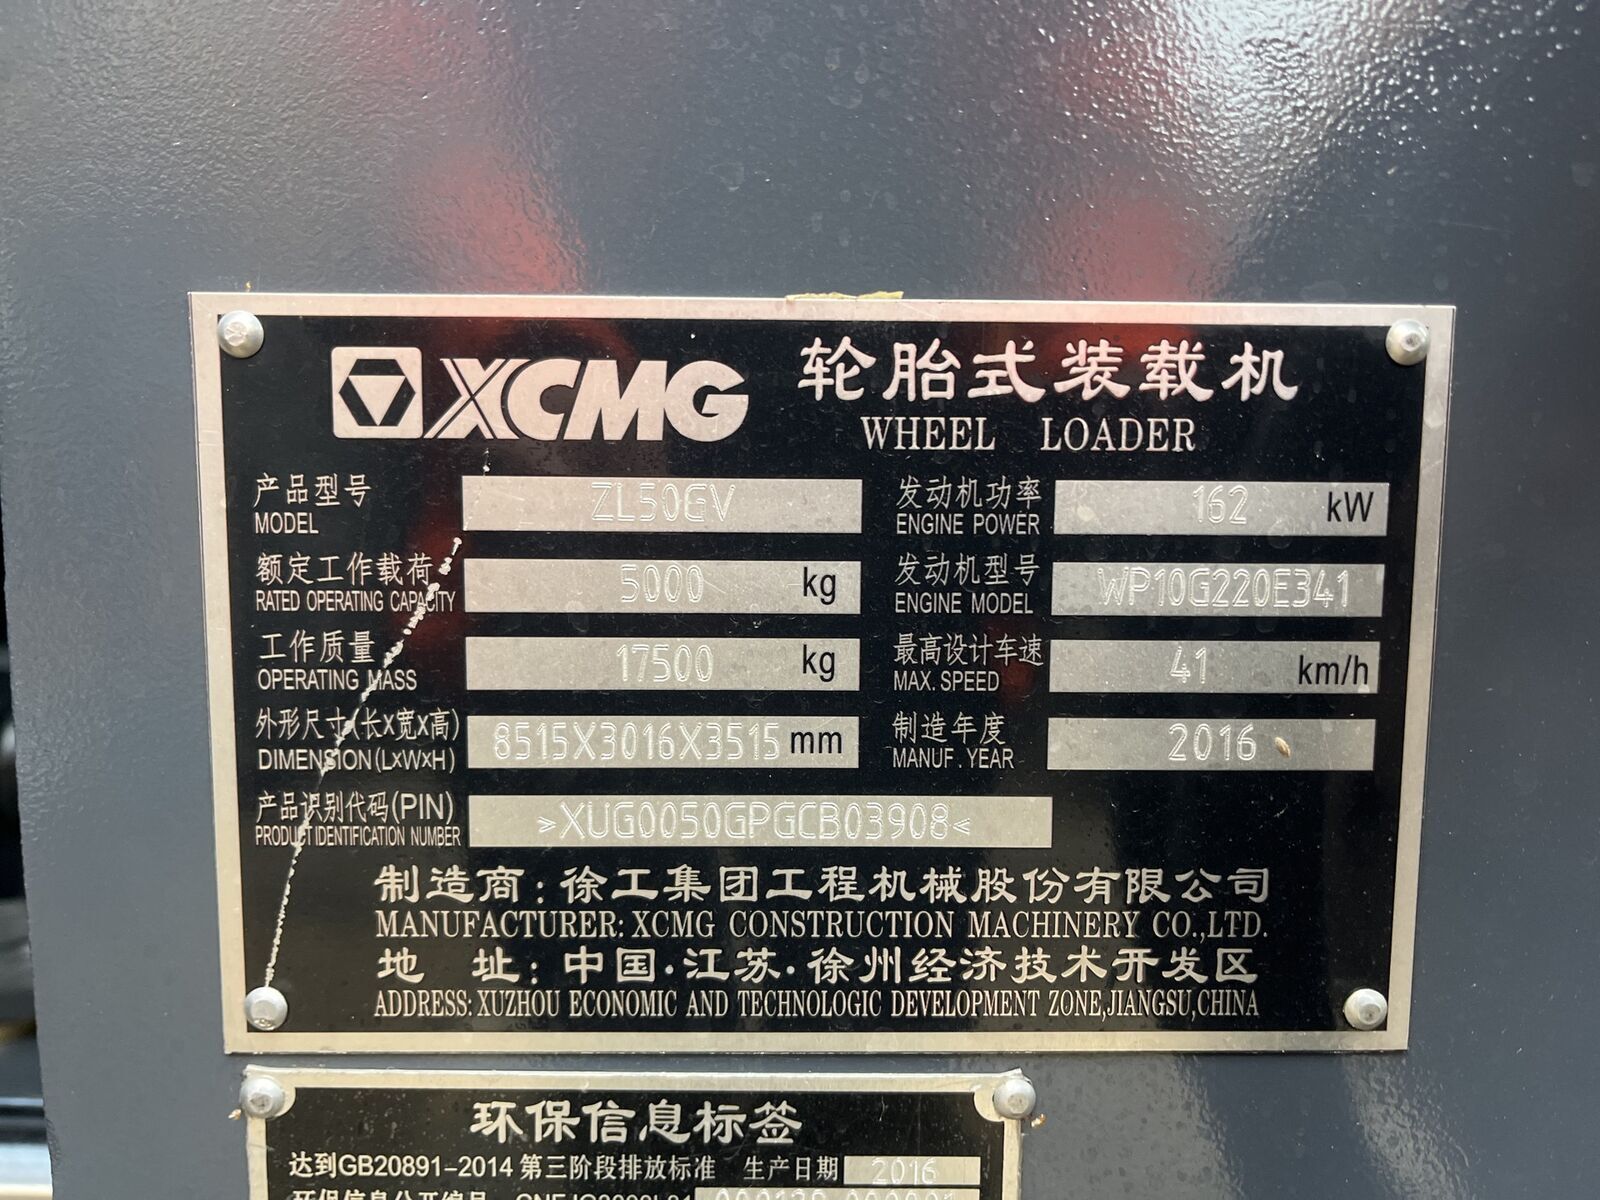 XCMG 轮胎式装载机
WHEEL LOADER
产品型号 ZL50GV 发动机功率 162 kW
MODEL ENGINE POWER
额定工作载荷 5000 kg 发动机型号 WP10G220E341
RATED OPERATING CAPACITY ENGINE MODEL
工作质量 17500 kg 最高设计车速 41 km/h
OPERATING MASS MAX. SPEED
外形尺寸(长X宽X高) 8515X3016X3515 mm 制造年度 2016
DIMENSION(LXWXH) MANUF. YEAR
产品识别代码(PIN) >XUG0050GPGCB03908<
PRODUCT IDENTIFICATION NUMBER
制造商:徐工集团工程机械股份有限公司
MANUFACTURER: XCMG CONSTRUCTION MACHINERY CO.,LTD.
地 址:中国·江苏·徐州经济技术开发区
ADDRESS: XUZHOU ECONOMIC AND TECHNOLOGIC DEVELOPMENT ZONE,JIANGSU,CHINA
环保信息标签
达到GB20891-2014 第三阶段排放标准 生产日期 2016
环保信息公开编号